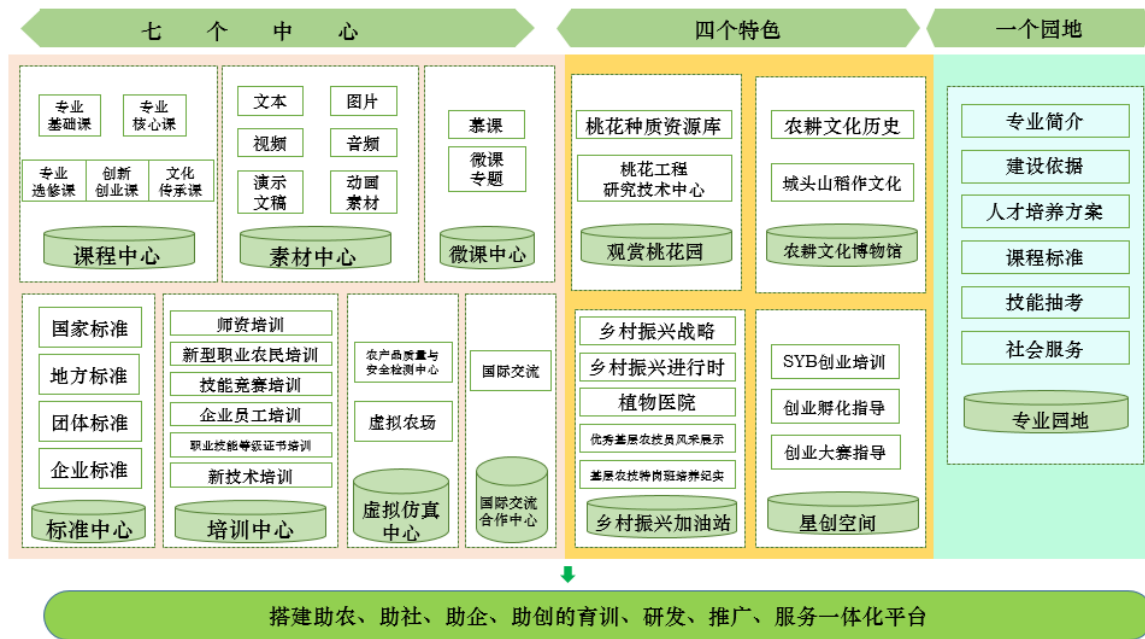 七个中心
四个特色
一个园地
专业
基础课
专业
核心课
专业
选修课
创新
创业课
文化
传承课
课程中心
文本
图片
视频
音频
演示
文稿
动画
素材
素材中心
慕课
微课
专题
微课中心
桃花种质资源库
桃花工程
研究技术中心
观赏桃花园
农耕文化历史
城头山稻作文化
农耕文化博物馆
专业简介
建设依据
人才培养方案
课程标准
技能抽考
社会服务
专业园地
国家标准
地方标准
团体标准
企业标准
标准中心
师资培训
新型职业农民培训
技能竞赛培训
企业员工培训
职业技能等级证书培训
新技术培训
培训中心
农产品质量与
安全检测中心
虚拟农场
虚拟仿真
中心
国际交流
国际交流
合作中心
乡村振兴战略
乡村振兴进行时
植物医院
优秀基层农技员风采展示
基层农技特岗班培养纪实
乡村振兴加油站
SYB创业培训
创业孵化指导
创业大赛指导
星创空间
搭建助农、助社、助企、助创的育训、研发、推广、服务一体化平台